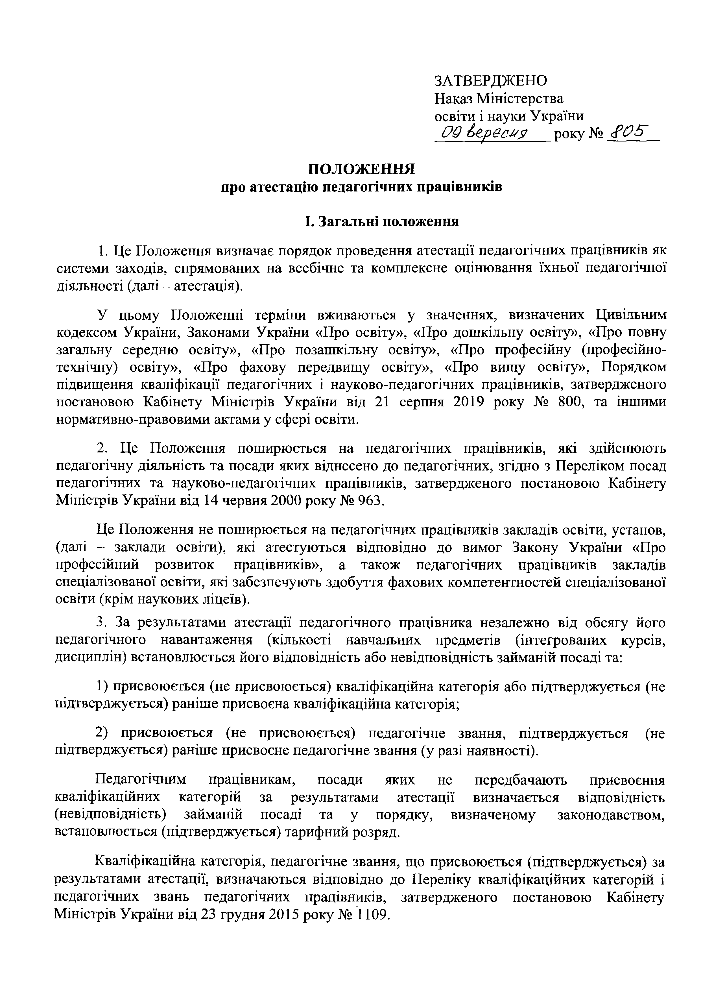 ЗАТВЕРДЖЕНО
Наказ Міністерства
освіти і науки України
09 вересня року № 805
ПОЛОЖЕННЯ
про атестацію педагогічних працівників
І. Загальні положення
1. Це Положення визначає порядок проведення атестації педагогічних працівників як
системи заходів, спрямованих на всебічне та комплексне оцінювання їхньої педагогічної
діяльності (далі – атестація).
У цьому Положенні терміни вживаються у значеннях, визначених Цивільним
кодексом України, Законами України «Про освіту», «Про дошкільну освіту», «Про повну
загальну середню освіту», «Про позашкільну освіту», «Про професійну (професійно-
технічну) освіту», «Про фахову передвищу освіту», «Про вищу освіту», Порядком
підвищення кваліфікації педагогічних і науково-педагогічних працівників, затвердженого
постановою Кабінету Міністрів України від 21 серпня 2019 року № 800, та іншими
нормативно-правовими актами у сфері освіти.
2. Це Положення поширюється на педагогічних працівників, які здійснюють
педагогічну діяльність та посади яких віднесено до педагогічних, згідно з Переліком посад
педагогічних та науково-педагогічних працівників, затвердженого постановою Кабінету
Міністрів України від 14 червня 2000 року № 963.
Це Положення не поширюється на педагогічних працівників закладів освіти, установ,
(далі – заклади освіти), які атестуються відповідно до вимог Закону України «Про
професійний розвиток працівників», а також педагогічних працівників закладів
спеціалізованої освіти, які забезпечують здобуття фахових компетентностей спеціалізованої
освіти (крім наукових ліцеїв).
3. За результатами атестації педагогічного працівника незалежно від обсягу його
педагогічного навантаження (кількості навчальних предметів (інтегрованих курсів,
дисциплін) встановлюється його відповідність або невідповідність займаній посаді та:
1) присвоюється (не присвоюється) кваліфікаційна категорія або підтверджується (не
підтверджується) раніше присвоєна кваліфікаційна категорія;
2) присвоюється (не присвоюється) педагогічне звання, підтверджується (не
підтверджується) раніше присвоєне педагогічне звання (у разі наявності).
Педагогічним працівникам, посади яких не передбачають присвоєння
кваліфікаційних категорій за результатами атестації визначається відповідність
(невідповідність) займаній посаді та у порядку, визначеному законодавством,
встановлюється (підтверджується) тарифний розряд.
Кваліфікаційна категорія, педагогічне звання, що присвоюється (підтверджується) за
результатами атестації, визначаються відповідно до Переліку кваліфікаційних категорій і
педагогічних звань педагогічних працівників, затвердженого постановою Кабінету
Міністрів України від 23 грудня 2015 року № 1109.